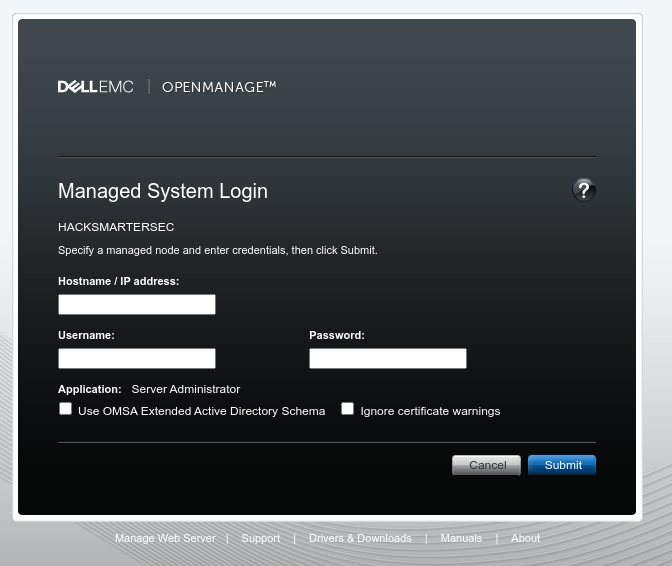 DELLEMC | OPENMANAGE™
Managed System Login
?
HACKSMARTERSEC
Specify a managed node and enter credentials, then click Submit.
Hostname / IP address:
Username: Password:
Application: Server Administrator
Use OMSA Extended Active Directory Schema Ignore certificate warnings
Cancel Submit
Manage Web Server | Support | Drivers & Downloads | Manuals | About